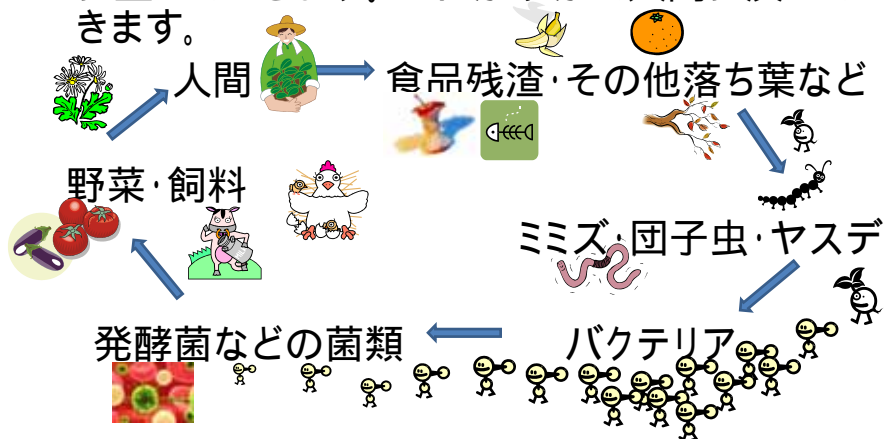 きます。
人間
食品残渣・その他落ち葉など
野菜・飼料
ミミズ・団子虫・ヤスデ
発酵菌などの菌類
バクテリア